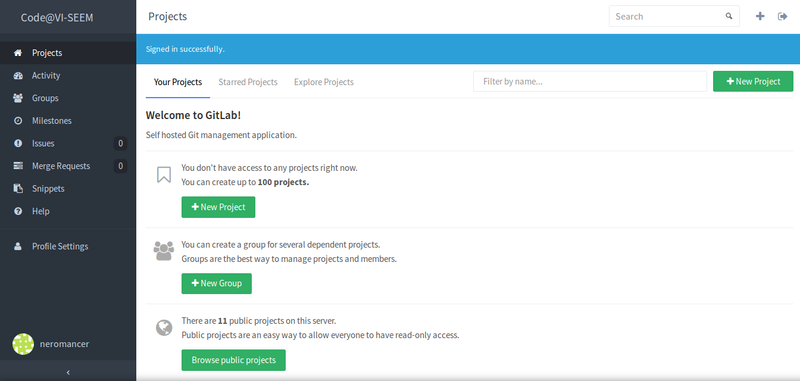 Code@VI-SEEM
Projects
Search
Signed in successfully.
Projects
Activity
Groups
Milestones
Issues 0
Merge Requests 0
Snippets
Help
Profile Settings
neromancer
Your Projects Starred Projects Explore Projects
Filter by name...
New Project
Welcome to GitLab!
Self hosted Git management application.
You don't have access to any projects right now.
You can create up to 100 projects.
New Project
You can create a group for several dependent projects.
Groups are the best way to manage projects and members.
New Group
There are 11 public projects on this server.
Public projects are an easy way to allow everyone to have read-only access.
Browse public projects